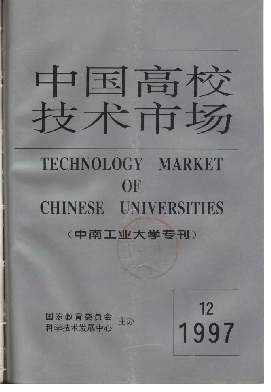 中国高校
技术市场
TECHNOLOGY MARKET
OF
CHINESE UNIVERSITIES
(中南工业大学专刊)
国家教育委员会
科学技术发展中心 主办
12
1997